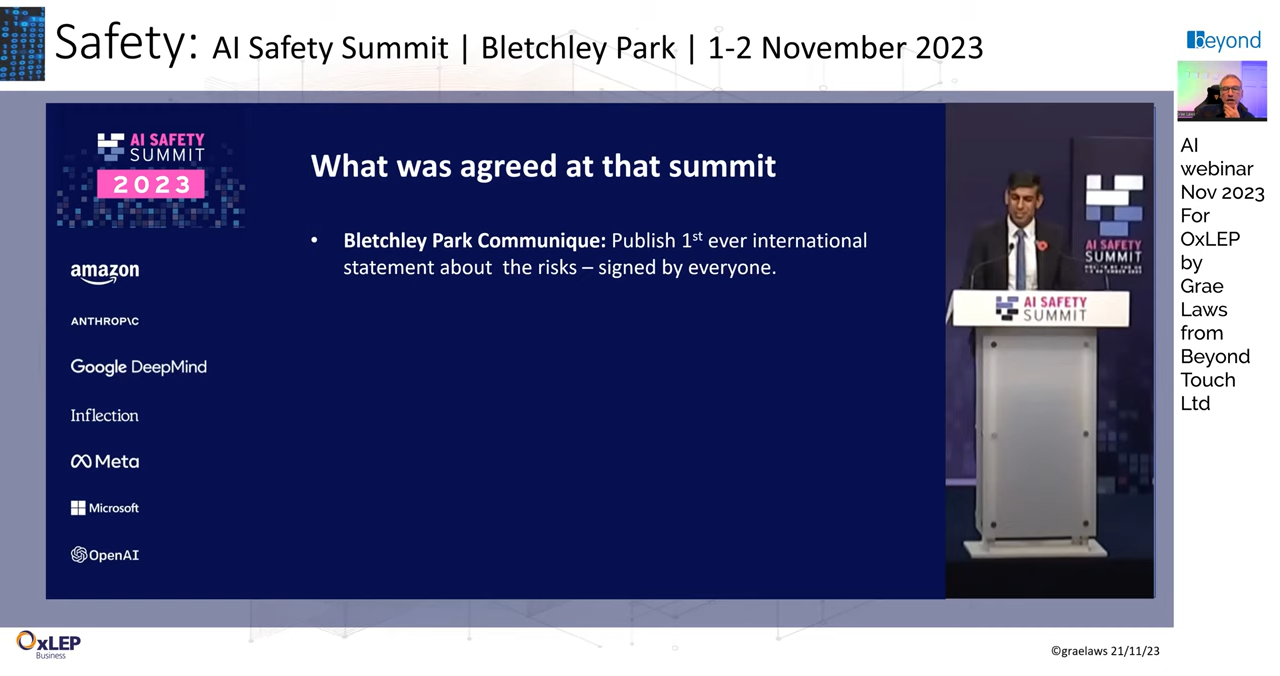 Safety: AI Safety Summit | Bletchley Park | 1-2 November 2023
beyond
AI SAFETY
SUMMIT
2023
What was agreed at that summit
• Bletchley Park Communique: Publish 1st ever international
statement about the risks – signed by everyone.
amazon
ANTHROP\C
Google DeepMind
Inflection
Meta
Microsoft
OpenAI
AI SAFETY
SUMMIT
AI SAFETY
SUMMIT
AI
webinar
Nov 2023
For
OxLEP
by
Grae
Laws
from
Beyond
Touch
Ltd
OxLEP
Business
©graelaws 21/11/23